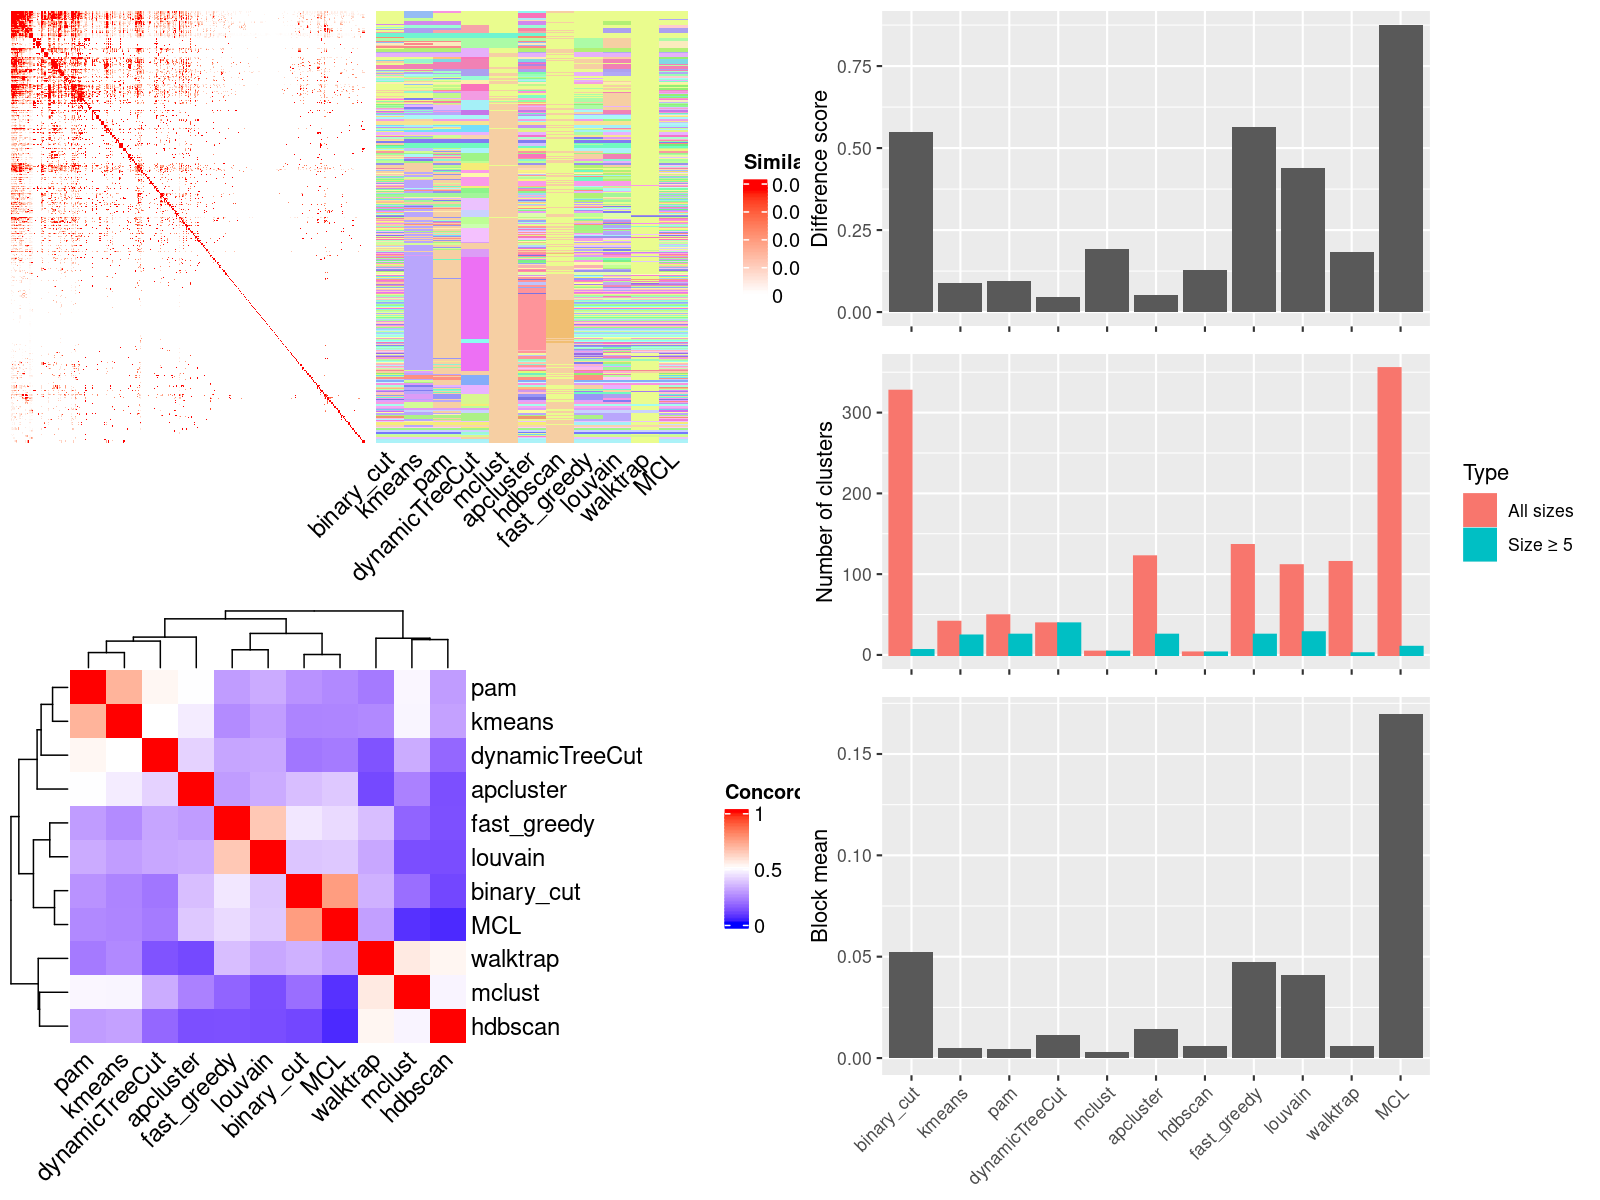 Simila
0.0
0.0
0.0
0.0
0
binary_cut
kmeans
pam
dynamicTreeCut
mclust
apcluster
hdbscan
fast_greedy
louvain
walktrap
MCL
pam
kmeans
dynamicTreeCut
apcluster
fast_greedy
louvain
binary_cut
MCL
walktrap
mclust
hdbscan
pam
kmeans
dynamicTreeCut
apcluster
fast_greedy
louvain
binary_cut
MCL
walktrap
mclust
hdbscan
Concord
1
0.5
0
Difference score
0.75
0.50
0.25
0.00
Number of clusters
300
200
100
0
Type
All sizes
Size ≥ 5
Block mean
0.15
0.10
0.05
0.00
binary_cut
kmeans
pam
dynamicTreeCut
mclust
apcluster
hdbscan
fast_greedy
louvain
walktrap
MCL